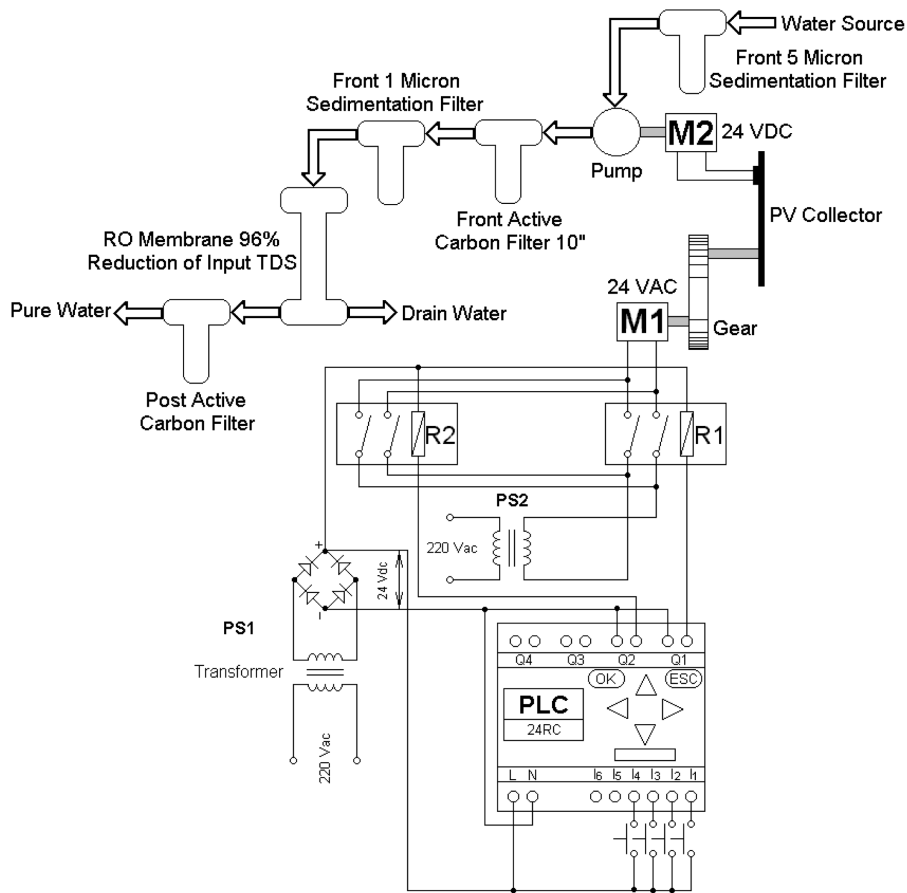 Water Source
Front 5 Micron
Sedimentation Filter
Front 1 Micron
Sedimentation Filter
M2
24 VDC
Pump
PV Collector
Front Active
Carbon Filter 10"
RO Membrane 96%
Reduction of Input TDS
24 VAC
M1
Gear
Pure Water
Drain Water
Post Active
Carbon Filter
R2
R1
PS2
220 Vac
+
24 Vdc
-
PS1
Transformer
220 Vac
Q4 Q3 Q2 Q1
OK
ESC
PLC
24RC
L N I6 I5 I4 I3 I2 I1